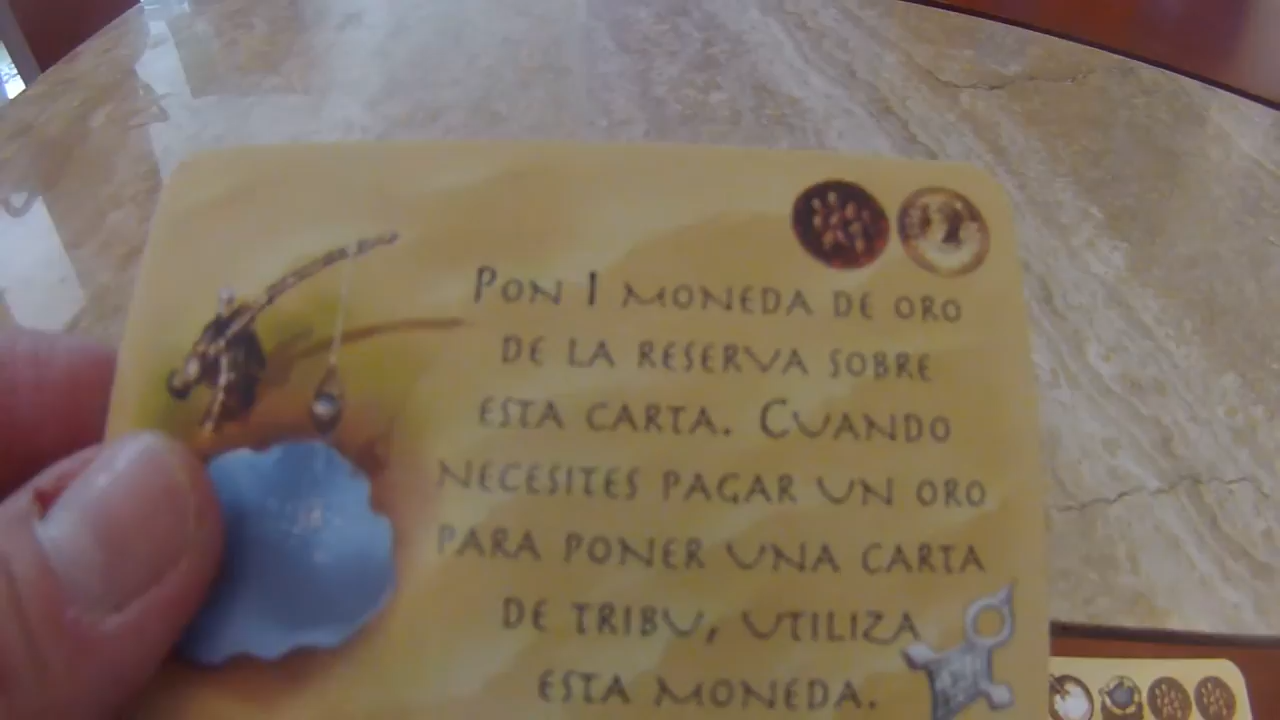 PON 1 MONEDA DE ORO
DE LA RESERVA SOBRE
ESTA CARTA. CUANDO
NECESITES PAGAR UN ORO
PARA PONER UNA CARTA
DE TRIBU, UTILIZA
ESTA MONEDA.